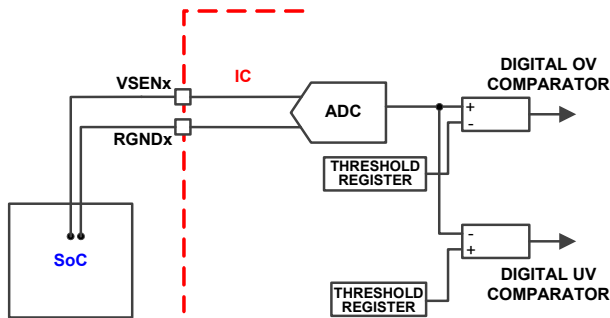 VSENx
IC
DIGITAL OV
COMPARATOR
ADC
+
-
RGNDx
THRESHOLD
REGISTER
SoC
-
+
DIGITAL UV
COMPARATOR
THRESHOLD
REGISTER